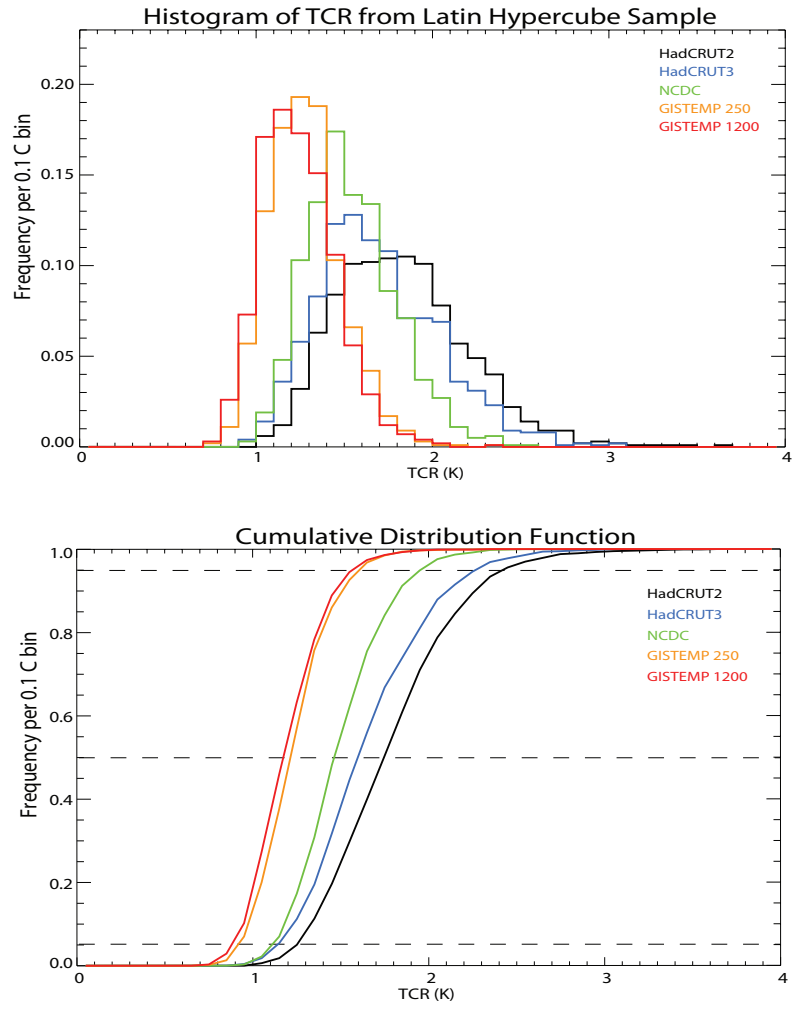 Histogram of TCR from Latin Hypercube Sample
HadCRUT2
HadCRUT3
NCDC
GISTEMP 250
GISTEMP 1200
Frequency per 0.1 C bin
0.20
0.15
0.10
0.05
0.00
1
2
3
4
TCR (K)
Cumulative Distribution Function
HadCRUT2
HadCRUT3
NCDC
GISTEMP 250
GISTEMP 1200
Frequency per 0.1 C bin
1.0
0.8
0.6
0.4
0.2
0.0
0
1
2
3
4
TCR (K)